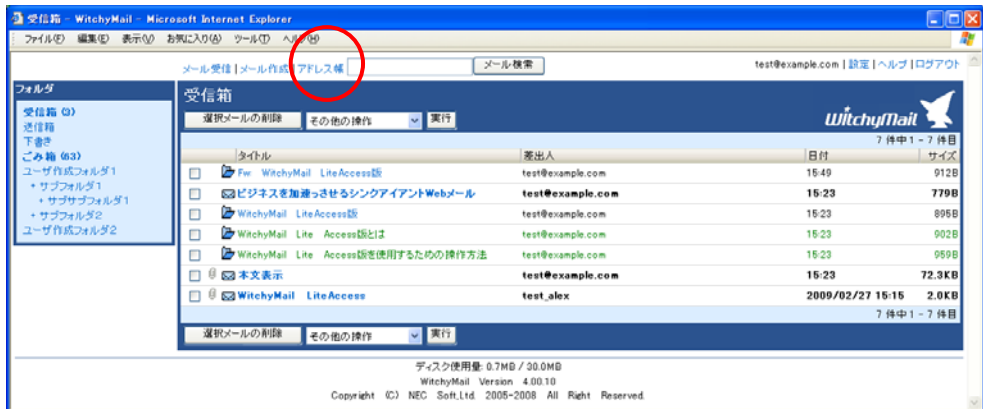 受信箱 - WitchyMail - Microsoft Internet Explorer
ファイル(F) 編集(E) 表示(V) お気に入り(A) ツール(T) ヘルプ(H)
メール受信 | メール作成 | アドレス帳 メール検索 test@example.com | 設定 | ヘルプ | ログアウト
フォルダ
受信箱 (3)
送信箱
下書き
ごみ箱 (63)
ユーザ作成フォルダ1
+ サブフォルダ1
+ サブサブフォルダ1
+ サブフォルダ2
ユーザ作成フォルダ2
受信箱
選択メールの削除 その他の操作 実行
WitchyMail
7 件中 1 - 7 件目
タイトル 差出人 日付 サイズ
Fw WitchyMail LiteAccess版 test@example.com 15:49 912B
ビジネスを加速っさせるシンクアイアントWebメール test@example.com 15:23 779B
WitchyMail LiteAccess版 test@example.com 15:23 895B
WitchyMail Lite Access版とは test@example.com 15:23 902B
WitchyMail Lite Access版を使用するための操作方法 test@example.com 15:23 959B
本文表示 test@example.com 15:23 72.3KB
WitchyMail LiteAccess test_alex 2009/02/27 15:15 2.0KB
7 件中 1 - 7 件目
選択メールの削除 その他の操作 実行
ディスク使用量: 0.7MB / 30.0MB
WitchyMail Version 4.00.10
Copyright (C) NEC Soft,Ltd. 2005-2008 All Right Reserved.